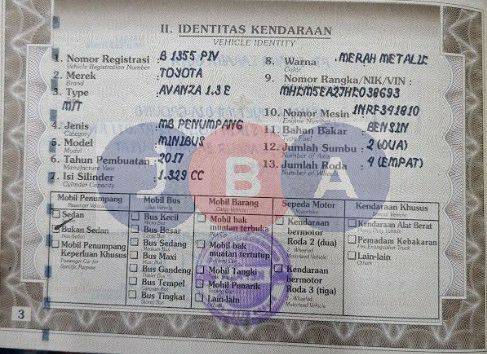 II. IDENTITAS KENDARAAN
VEHICLE IDENTITY
1. Nomor Registrasi : B 1355 PIV
Vehicle Registration Number
2. Merek : TOYOTA
Brand
3. Type : AVANZA 1.3 E
M/T
4. Jenis : MB PENUMPANG
Category
5. Model : MINIBUS
Model
6. Tahun Pembuatan : 2017
Manufacture Year
7. Isi Silinder : 1.329 CC
Cylinder Capacity
8. Warna : MERAH METALIK
Color
9. Nomor Rangka/NIK/VIN :
10. Nomor Mesin : 1NRF341810
Engine Number
11. Bahan Bakar : BENSIN
12. Jumlah Sumbu : 2 (DUA)
Number of Axles
13. Jumlah Roda : 4 (EMPAT)
Number of Wheels
JBA
Mobil Penumpang
Sedan
Bukan Sedan
Mobil Penumpang
Keperluan Khusus
Mobil Bus
Bus Kecil
Bus Besar
Bus Sedang
Bus Maxi
Bus Gandeng
Bus Tempel
Bus Tingkat
Mobil Barang
Mobil bak
muatan terbuka
Mobil bak
muatan tertutup
Mobil Tangki
Mobil Penarik
Lain-lain
Sepeda Motor
Kendaraan
bermotor
Roda 2 (dua)
Kendaraan
bermotor
Roda 3 (tiga)
Kendaraan Khusus
Kendaraan Alat Berat
Pemadam Kebakaran
Lain-lain
3